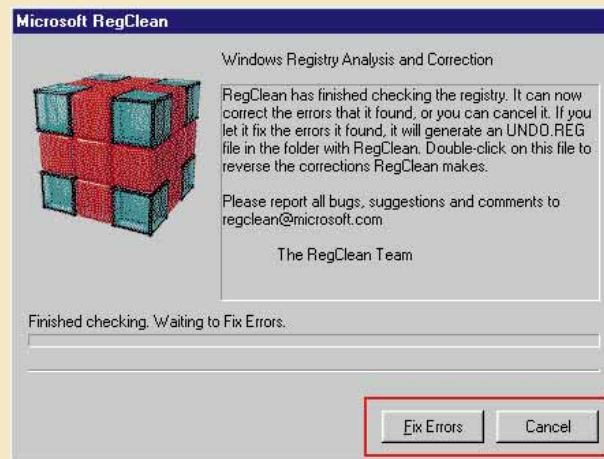 Microsoft RegClean
Windows Registry Analysis and Correction
RegClean has finished checking the registry. It can now
correct the errors that it found, or you can cancel it. If you
let it fix the errors it found, it will generate an UNDO.REG
file in the folder with RegClean. Double-click on this file to
reverse the corrections RegClean makes.
Please report all bugs, suggestions and comments to
regclean@microsoft.com
The RegClean Team
Finished checking. Waiting to Fix Errors.
Fix Errors
Cancel